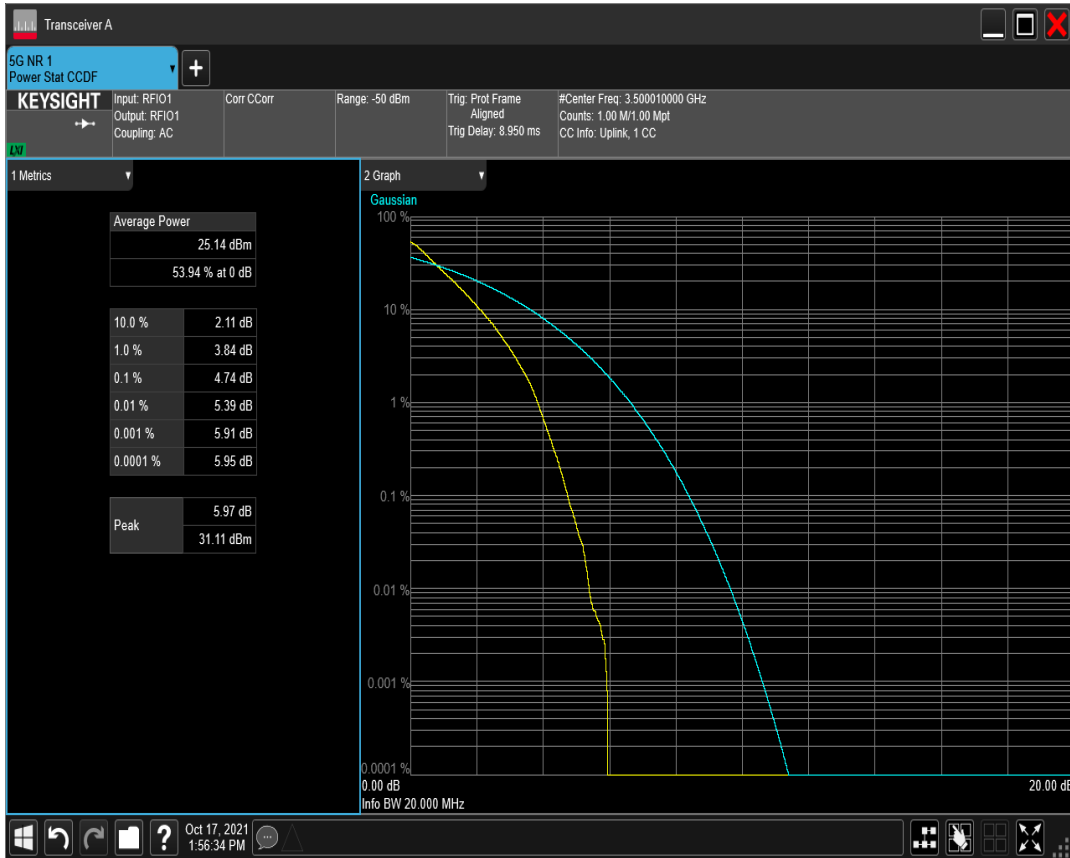 Transceiver A
5G NR 1
Power Stat CCDF
KEYSIGHT
LXI
Input: RFIO1
Output: RFIO1
Coupling: AC
Corr CCorr
Range: -50 dBm
Trig: Prot Frame
Aligned
Trig Delay: 8.950 ms
#Center Freq: 3.500010000 GHz
Counts: 1.00 M/1.00 Mpt
CC Info: Uplink, 1 CC
1 Metrics
Average Power
25.14 dBm
53.94 % at 0 dB
10.0 % 2.11 dB
1.0 % 3.84 dB
0.1 % 4.74 dB
0.01 % 5.39 dB
0.001 % 5.91 dB
0.0001 % 5.95 dB
Peak
5.97 dB
31.11 dBm
2 Graph
Gaussian
100 %
10 %
1 %
0.1 %
0.01 %
0.001 %
0.0001 %
0.00 dB 20.00 dB
Info BW 20.000 MHz
Oct 17, 2021
1:56:34 PM